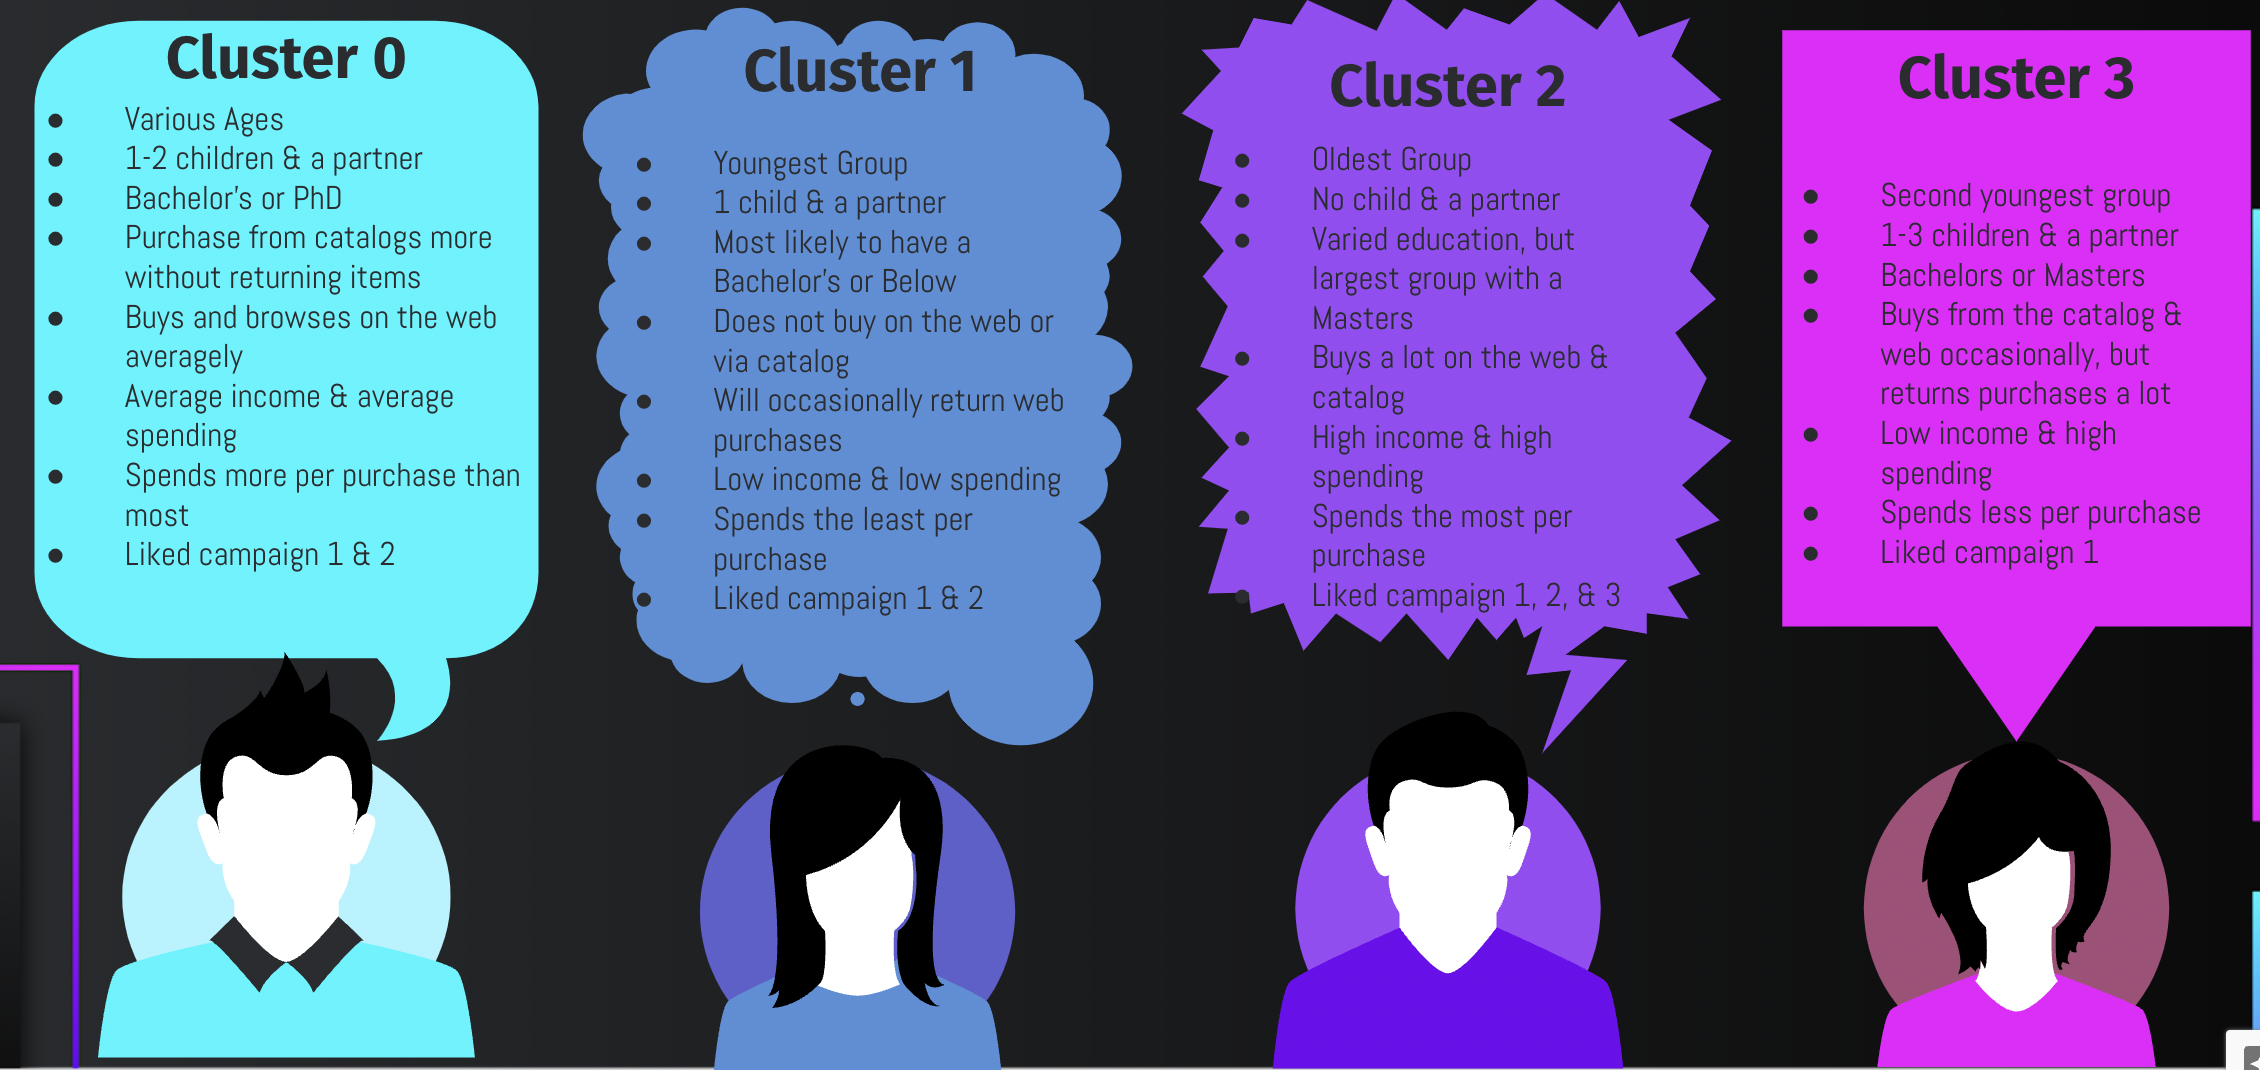 Cluster 0
Various Ages
1-2 children & a partner
Bachelor's or PhD
Purchase from catalogs more
without returning items
Buys and browses on the web
averagely
Average income & average
spending
Spends more per purchase than
most
Liked campaign 1 & 2
Cluster 1
Youngest Group
1 child & a partner
Most likely to have a
Bachelor's or Below
Does not buy on the web or
via catalog
Will occasionally return web
purchases
Low income & low spending
Spends the least per
purchase
Liked campaign 1 & 2
Cluster 2
Oldest Group
No child & a partner
Varied education, but
largest group with a
Masters
Buys a lot on the web &
catalog
High income & high
spending
Spends the most per
purchase
Liked campaign 1, 2, & 3
Cluster 3
Second youngest group
1-3 children & a partner
Bachelors or Masters
Buys from the catalog &
web occasionally, but
returns purchases a lot
Low income & high
spending
Spends less per purchase
Liked campaign 1